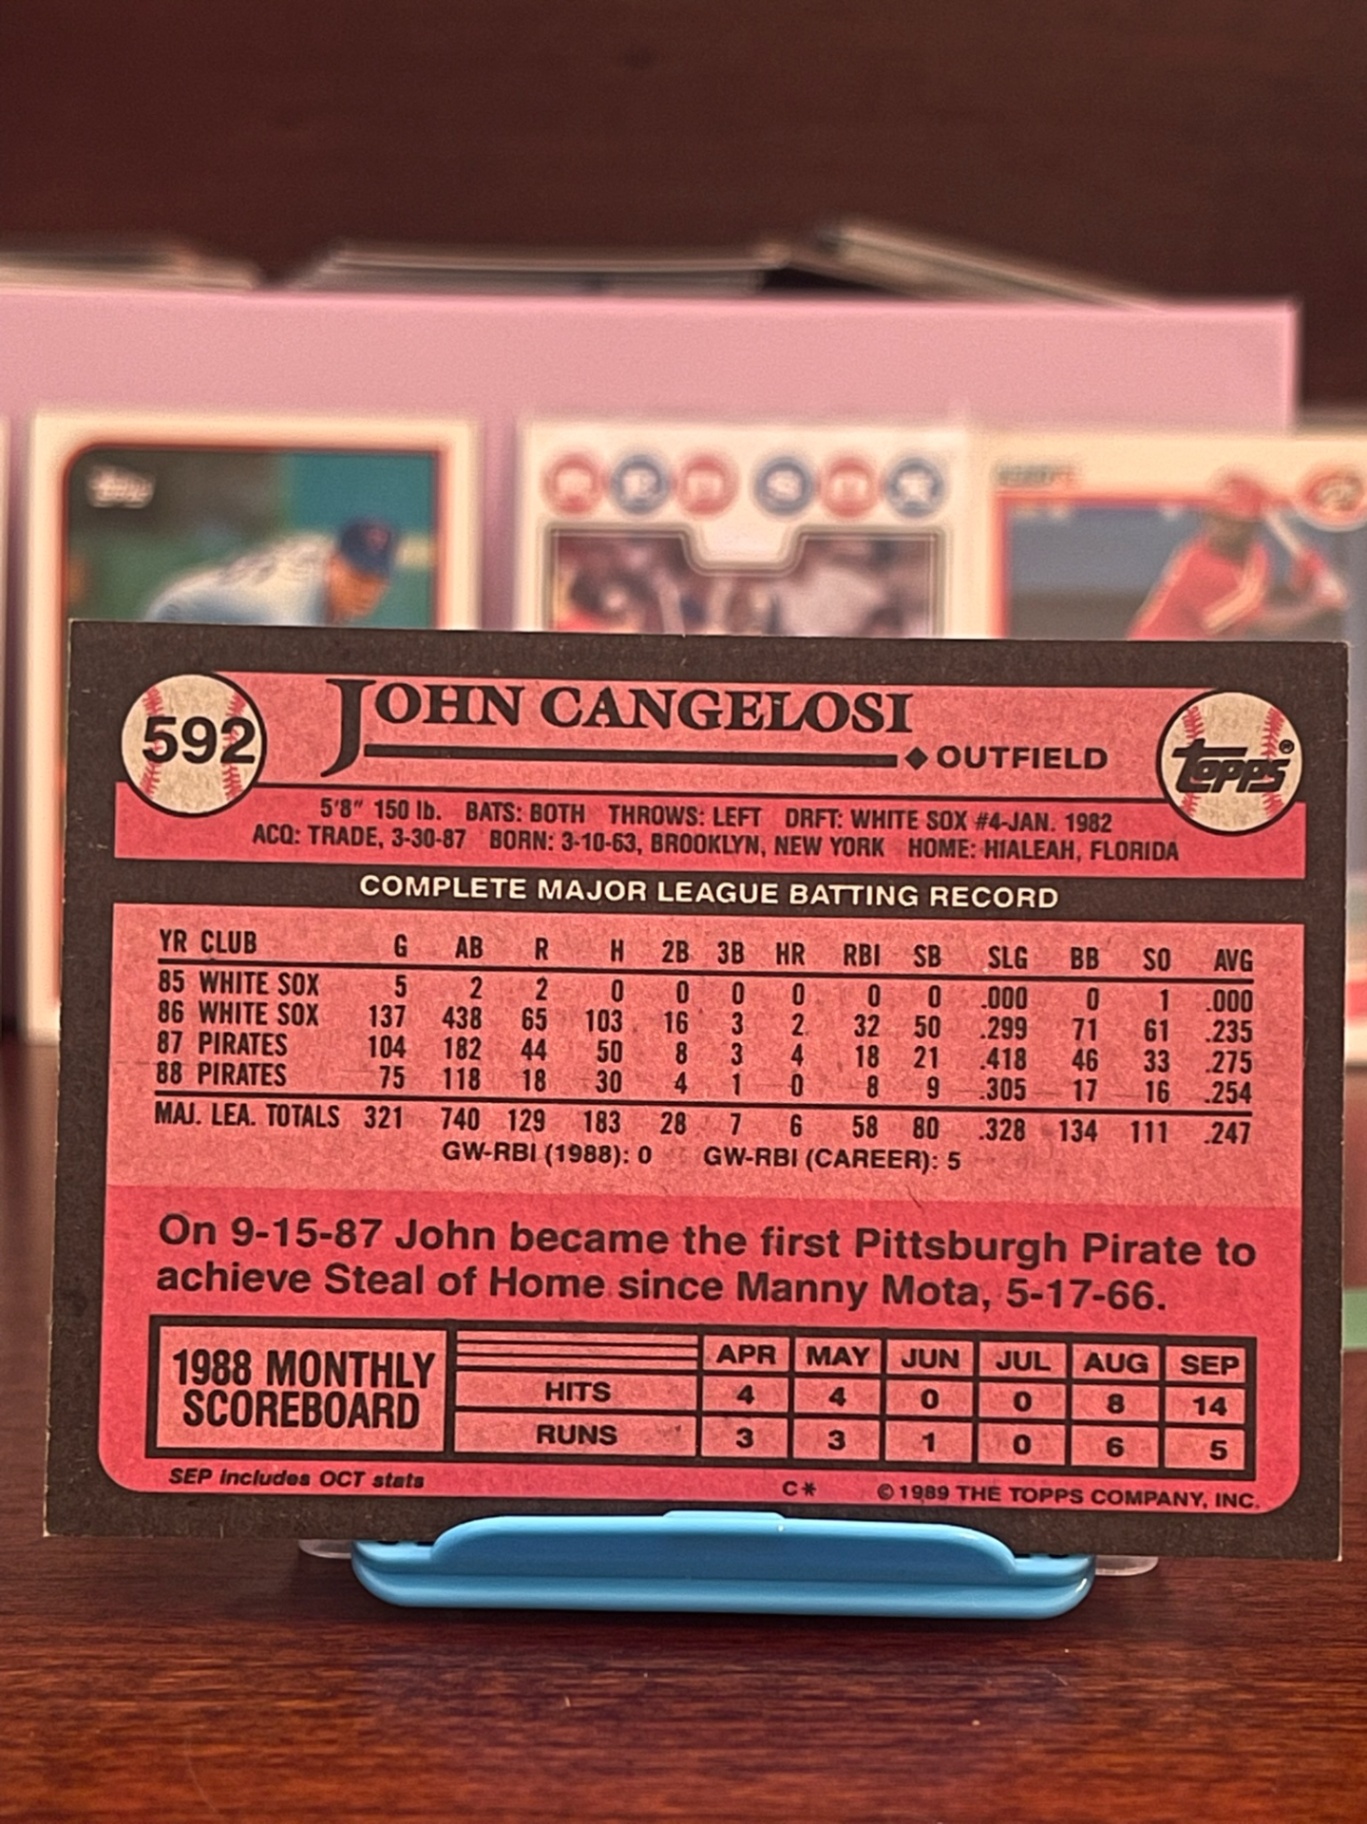 Topps
RED SOX
592
JOHN CANGELOSI
◆ OUTFIELD
TOPPS®
5'8" 150 lb. BATS: BOTH THROWS: LEFT DRFT: WHITE SOX #4-JAN. 1982
ACQ: TRADE, 3-30-87 BORN: 3-10-63, BROOKLYN, NEW YORK HOME: HIALEAH, FLORIDA
COMPLETE MAJOR LEAGUE BATTING RECORD
YR CLUB G AB R H 2B 3B HR RBI SB SLG BB SO AVG
85 WHITE SOX 5 2 2 0 0 0 0 0 0 .000 0 1 .000
86 WHITE SOX 137 438 65 103 16 3 2 32 50 .299 71 61 .235
87 PIRATES 104 182 44 50 8 3 4 18 21 .418 46 33 .275
88 PIRATES 75 118 18 30 4 1 0 8 9 .305 17 16 .254
MAJ. LEA. TOTALS 321 740 129 183 28 7 6 58 80 .328 134 111 .247
GW-RBI (1988): 0 GW-RBI (CAREER): 5
On 9-15-87 John became the first Pittsburgh Pirate to
achieve Steal of Home since Manny Mota, 5-17-66.
1988 MONTHLY
SCOREBOARD
APR MAY JUN JUL AUG SEP
HITS 4 4 0 0 8 14
RUNS 3 3 1 0 6 5
SEP includes OCT stats
C* © 1989 THE TOPPS COMPANY, INC.